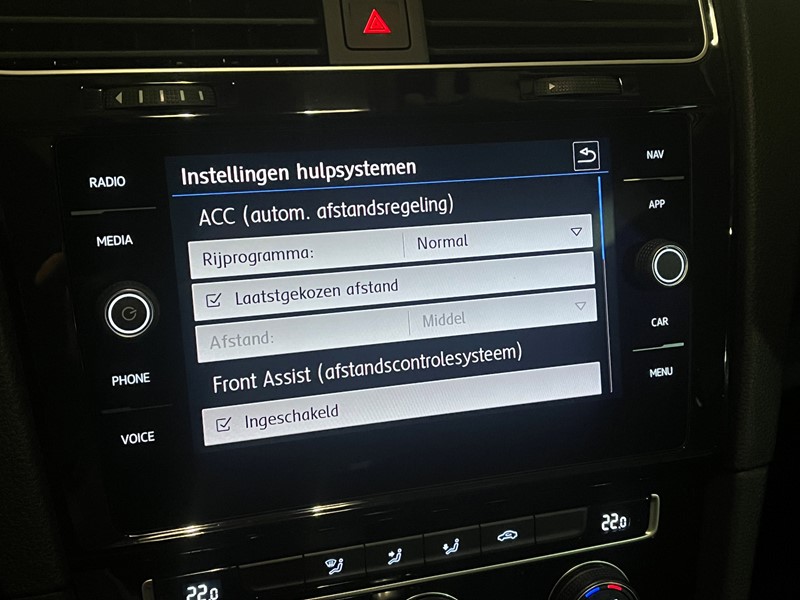 RADIO
MEDIA
PHONE
VOICE
Instellingen hulpsystemen
ACC (autom. afstandsregeling)
Rijprogramma: Normal
Laatstgekozen afstand
Afstand: Middel
Front Assist (afstandscontrolesysteem)
Ingeschakeld
NAV
APP
CAR
MENU
22.0
22.0